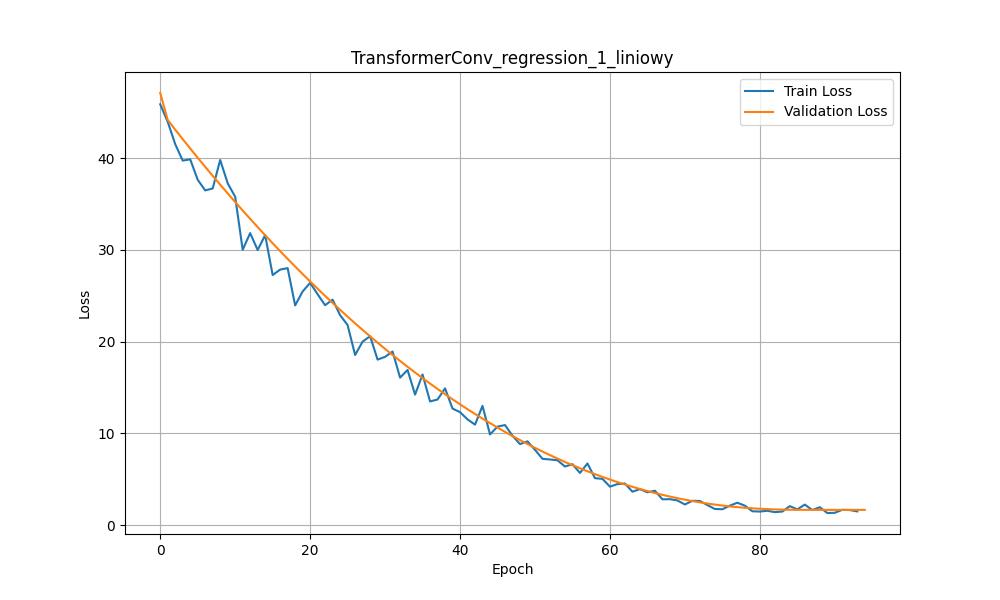 TransformerConv_regression_1_liniowy
Train Loss
Validation Loss
40
30
20
10
0
Loss
0 20 40 60 80
Epoch